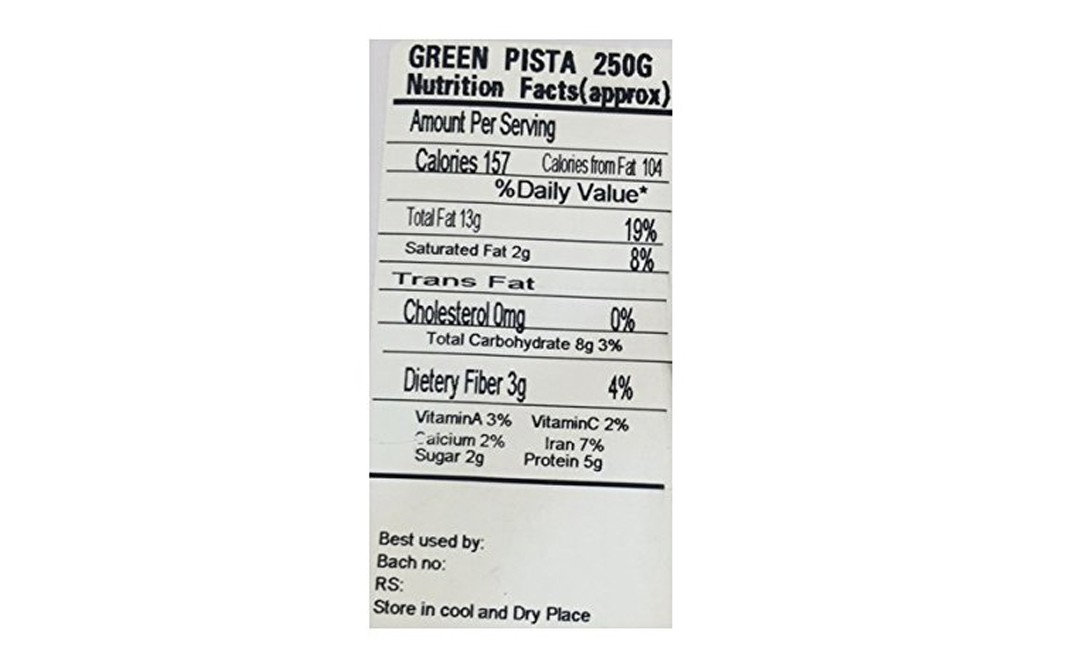 GREEN PISTA 250G
Nutrition Facts(approx)
Amount Per Serving
Calories 157 Calories from Fat 104
%Daily Value*
Total Fat 13g 19%
Saturated Fat 2g 8%
Trans Fat
Cholesterol 0mg 0%
Total Carbohydrate 8g 3%
Dietery Fiber 3g 4%
VitaminA 3% VitaminC 2%
Caicium 2% Iran 7%
Sugar 2g Protein 5g
Best used by:
Bach no:
RS:
Store in cool and Dry Place